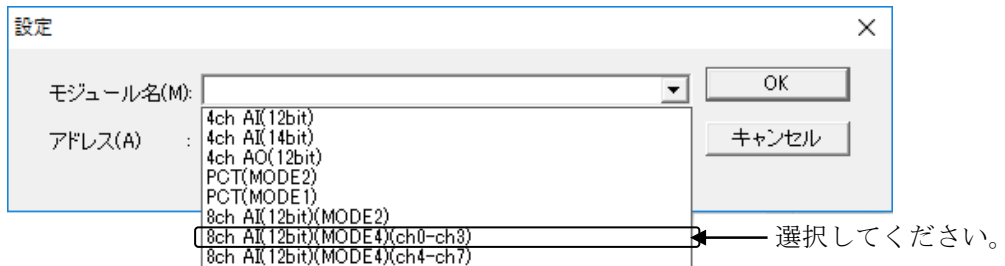 設定
モジュール名(M):
OK
アドレス(A) :
キャンセル
4ch AI(12bit)
4ch AI(14bit)
4ch AO(12bit)
PCT(MODE2)
PCT(MODE1)
8ch AI(12bit)(MODE2)
8ch AI(12bit)(MODE4)(ch0-ch3)
選択してください。
8ch AI(12bit)(MODE4)(ch4-ch7)